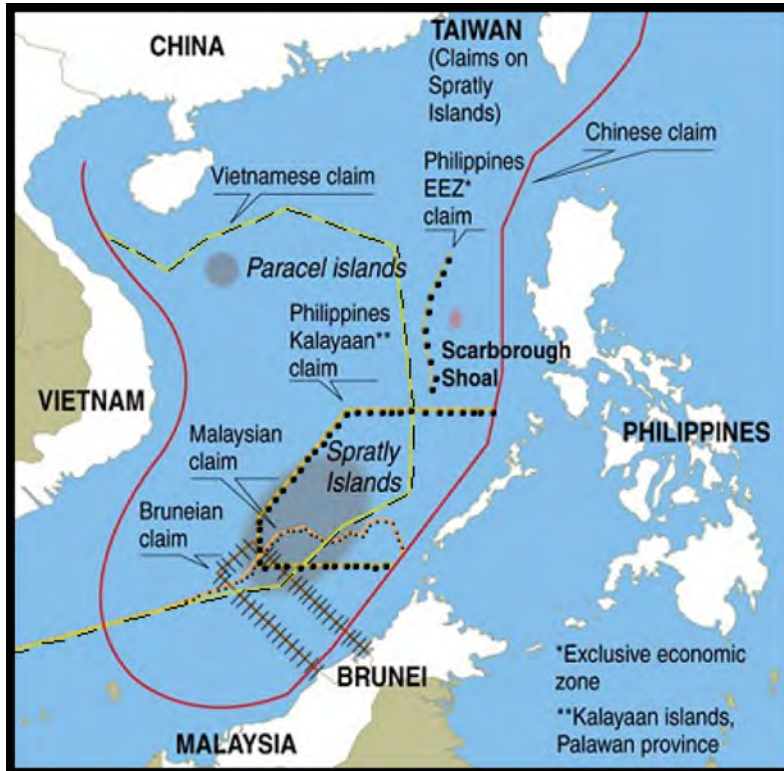 CHINA
TAIWAN
(Claims on
Spratly
Islands)
Chinese claim
Philippines
EEZ*
claim
Vietnamese claim
Paracel islands
Philippines
Kalayaan**
claim
Scarborough
Shoal
VIETNAM
PHILIPPINES
Malaysian
claim
Spratly
Islands
Bruneian
claim
BRUNEI
MALAYSIA
*Exclusive economic
zone
**Kalayaan islands,
Palawan province